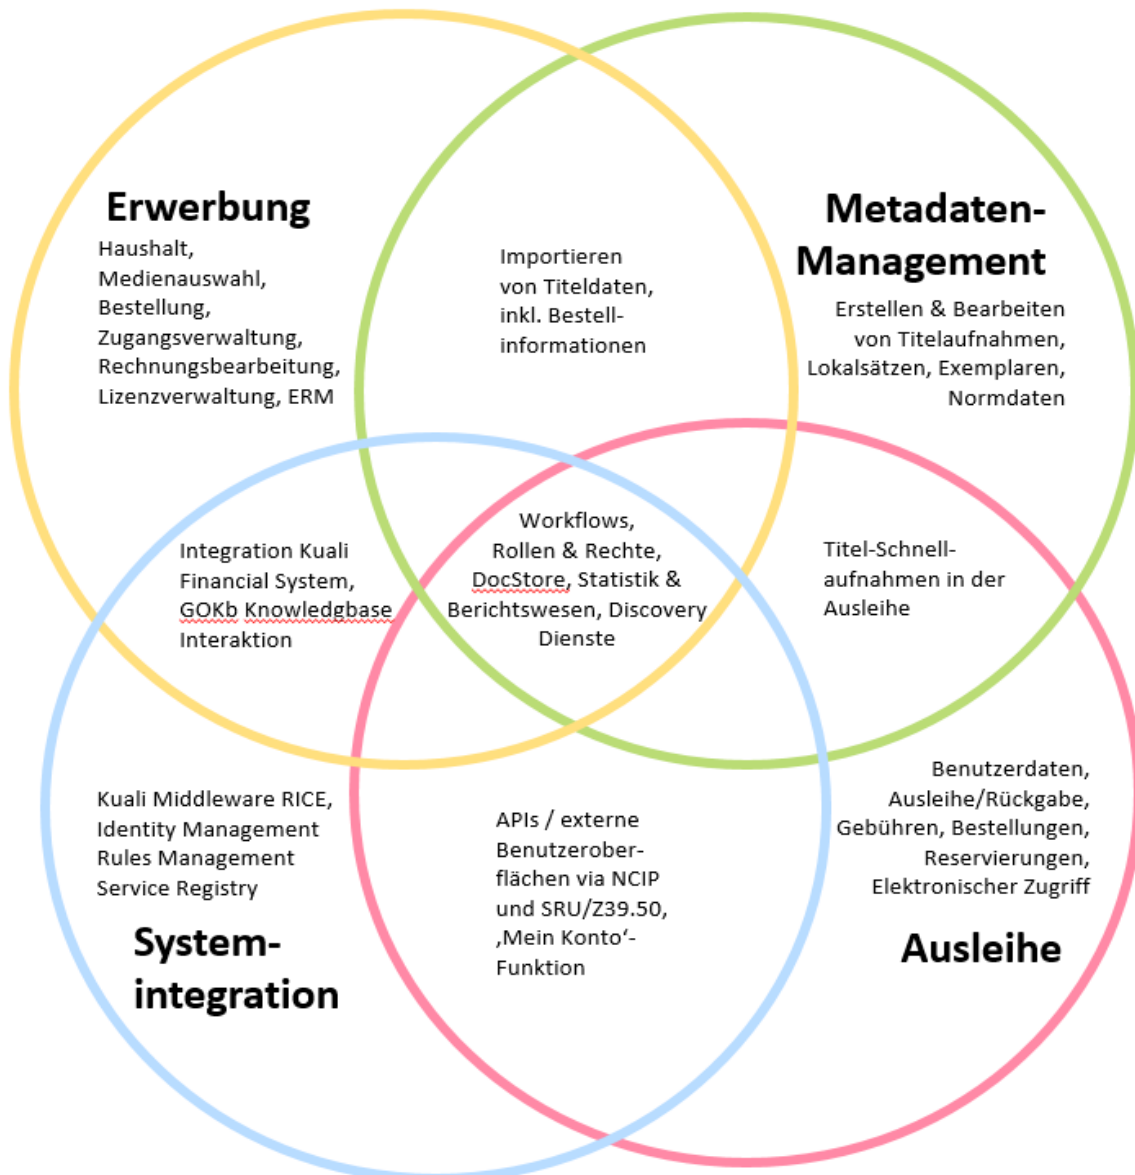 Erwerbung
Haushalt,
Medienauswahl,
Bestellung,
Zugangsverwaltung,
Rechnungsbearbeitung,
Lizenzverwaltung, ERM
Importieren
von Titeldaten,
inkl. Bestell-
informationen
Metadaten-
Management
Erstellen & Bearbeiten
von Titelaufnahmen,
Lokalsätzen, Exemplaren,
Normdaten
Integration Kuali
Financial System,
GOKb Knowledgbase
Interaktion
Workflows,
Rollen & Rechte,
DocStore, Statistik &
Berichtswesen, Discovery
Dienste
Titel-Schnell-
aufnahmen in der
Ausleihe
Kuali Middleware RICE,
Identity Management
Rules Management
Service Registry
System-
integration
APIs / externe
Benutzerober-
flächen via NCIP
und SRU/Z39.50,
‚Mein Konto‘-
Funktion
Benutzerdaten,
Ausleihe/Rückgabe,
Gebühren, Bestellungen,
Reservierungen,
Elektronischer Zugriff
Ausleihe